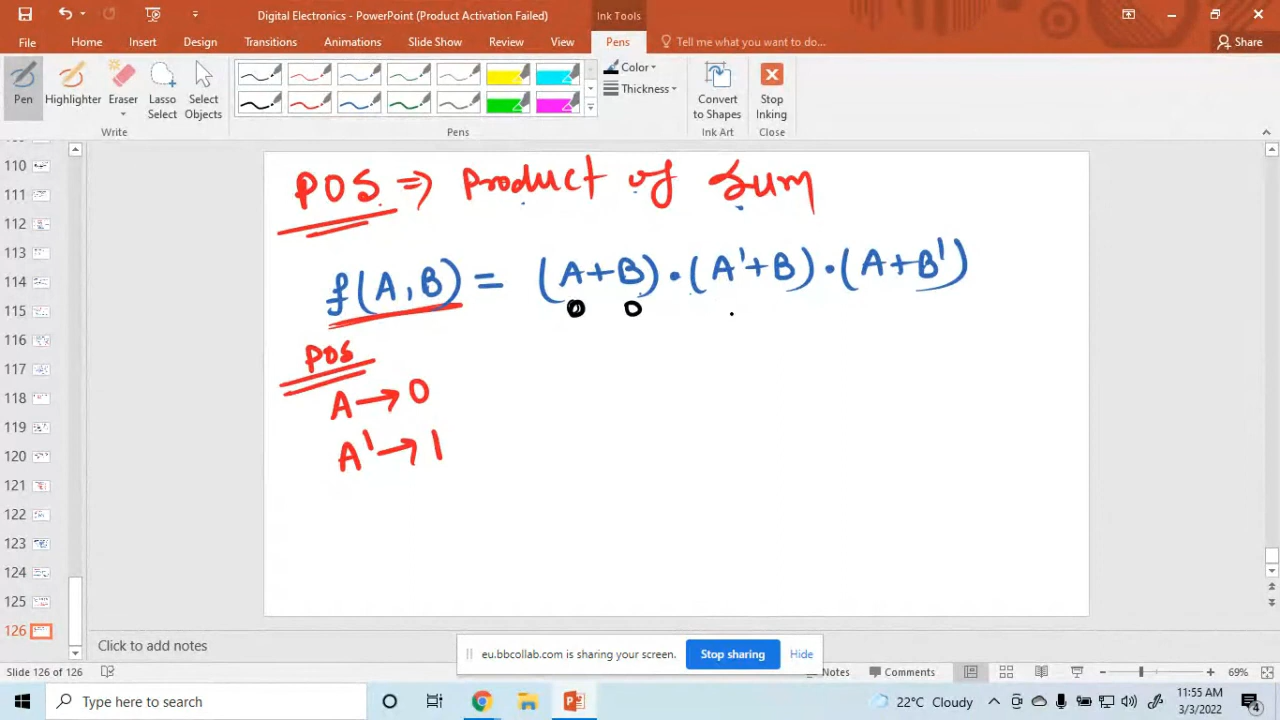 Digital Electronics - PowerPoint (Product Activation Failed)
Ink Tools
File Home Insert Design Transitions Animations Slide Show Review View Pens Tell me what you want to do... Share
Pen Highlighter Eraser Lasso Select Select Objects
Color
Thickness
Convert to Shapes
Stop Inking
Write Pens Ink Art Close
110
111
112
113
114
115
116
117
118
119
120
121
122
123
124
125
126
POS ⇒ Product of Sum
f(A,B) = (A+B)·(A'+B)·(A+B')
0 0
POS
A → 0
A' → 1
Click to add notes
eu.bbcollab.com is sharing your screen. Stop sharing Hide
Slide 126 of 126 Notes Comments 69%
Type here to search
22°C Cloudy
11:55 AM
3/3/2022
4